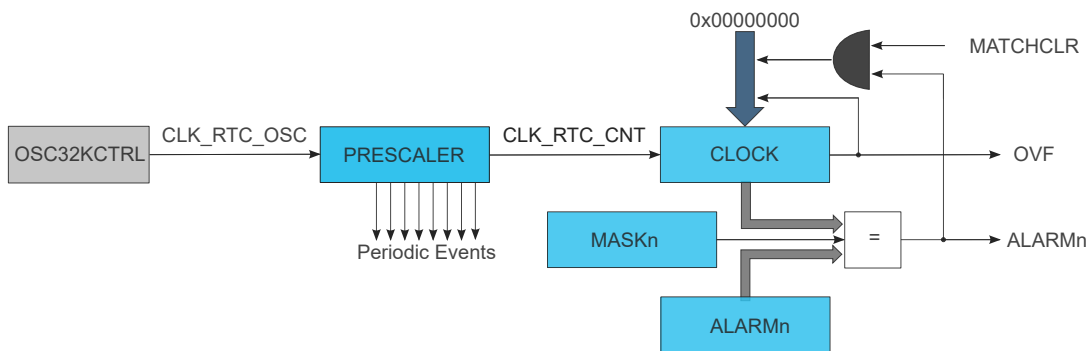 0x00000000
MATCHCLR
CLK_RTC_OSC
CLK_RTC_CNT
OSC32KCTRL
PRESCALER
CLOCK
OVF
Periodic Events
MASKn
=
ALARMn
ALARMn